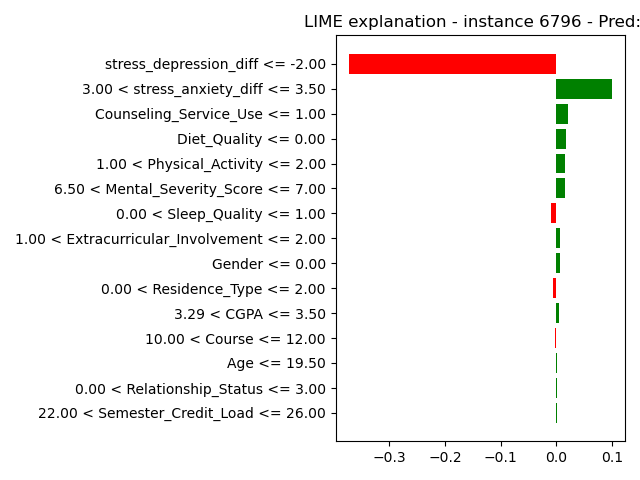 LIME explanation - instance 6796 - Pred:
stress_depression_diff <= -2.00
3.00 < stress_anxiety_diff <= 3.50
Counseling_Service_Use <= 1.00
Diet_Quality <= 0.00
1.00 < Physical_Activity <= 2.00
6.50 < Mental_Severity_Score <= 7.00
0.00 < Sleep_Quality <= 1.00
1.00 < Extracurricular_Involvement <= 2.00
Gender <= 0.00
0.00 < Residence_Type <= 2.00
3.29 < CGPA <= 3.50
10.00 < Course <= 12.00
Age <= 19.50
0.00 < Relationship_Status <= 3.00
22.00 < Semester_Credit_Load <= 26.00
−0.3 −0.2 −0.1 0.0 0.1